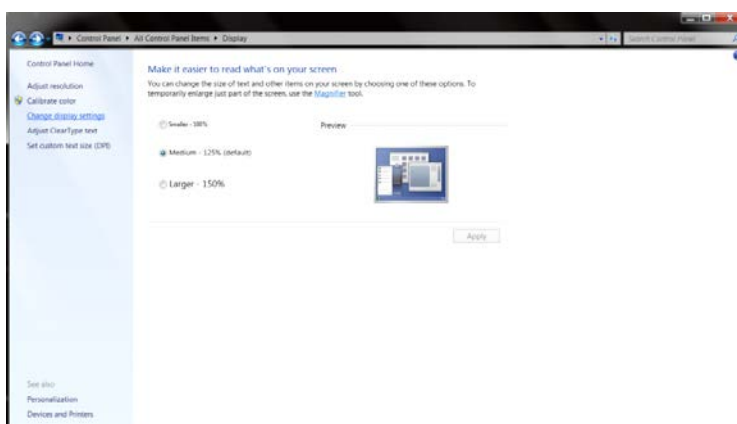 Control Panel ▸ All Control Panel Items ▸ Display
Search Control Panel
Control Panel Home
Adjust resolution
Calibrate color
Change display settings
Adjust ClearType text
Set custom text size (DPI)
See also
Personalization
Devices and Printers
Make it easier to read what's on your screen
You can change the size of text and other items on your screen by choosing one of these options. To
temporarily enlarge just part of the screen, use the Magnifier tool.
Smaller - 100%
Medium - 125% (default)
Larger - 150%
Preview
Apply